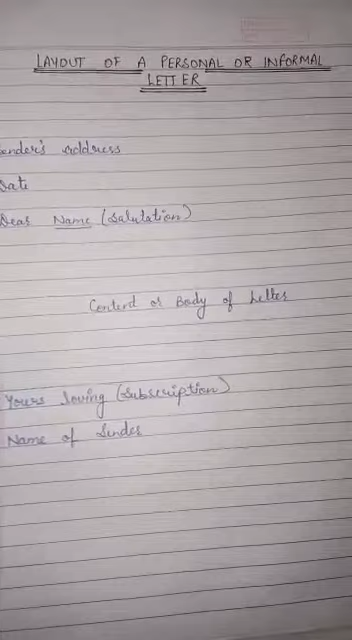 LAYOUT OF A PERSONAL OR INFORMAL
LETTER
ender's address
Date
Dear Name (Salutation)
Content or Body of Letter
Yours loving (Subscription)
Name of Sender